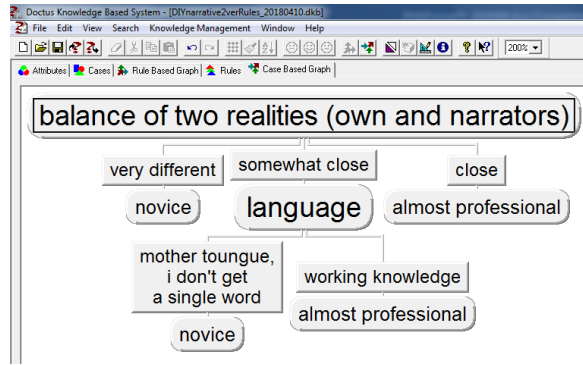 Doctus Knowledge Based System - [DIYnarrative2verRules_20180410.dkb]
File Edit View Search Knowledge Management Window Help
200%
Attributes Cases Rule Based Graph Rules Case Based Graph
balance of two realities (own and narrators)
very different somewhat close close
novice language almost professional
mother toungue,
i don't get
a single word
working knowledge
almost professional
novice